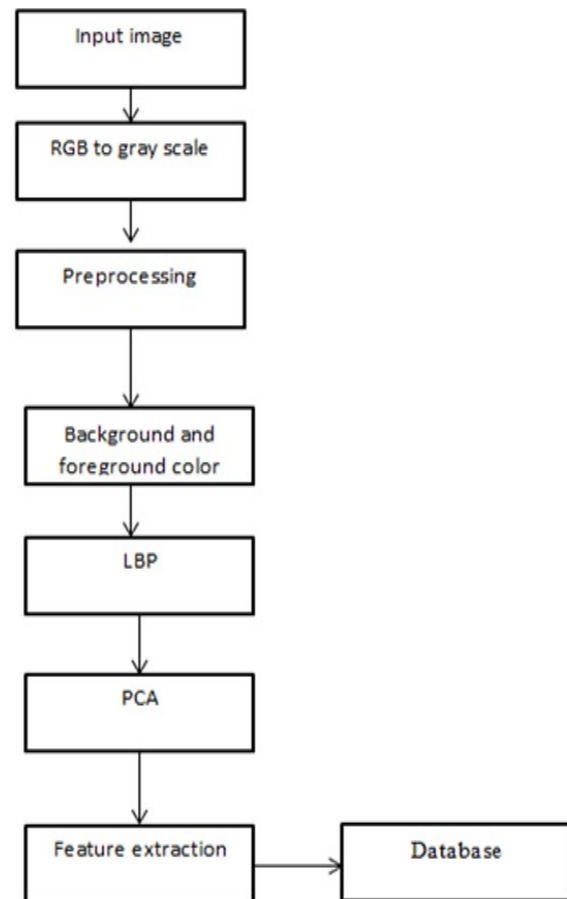 Input image
RGB to gray scale
Preprocessing
Background and
foreground color
LBP
PCA
Feature extraction
Database